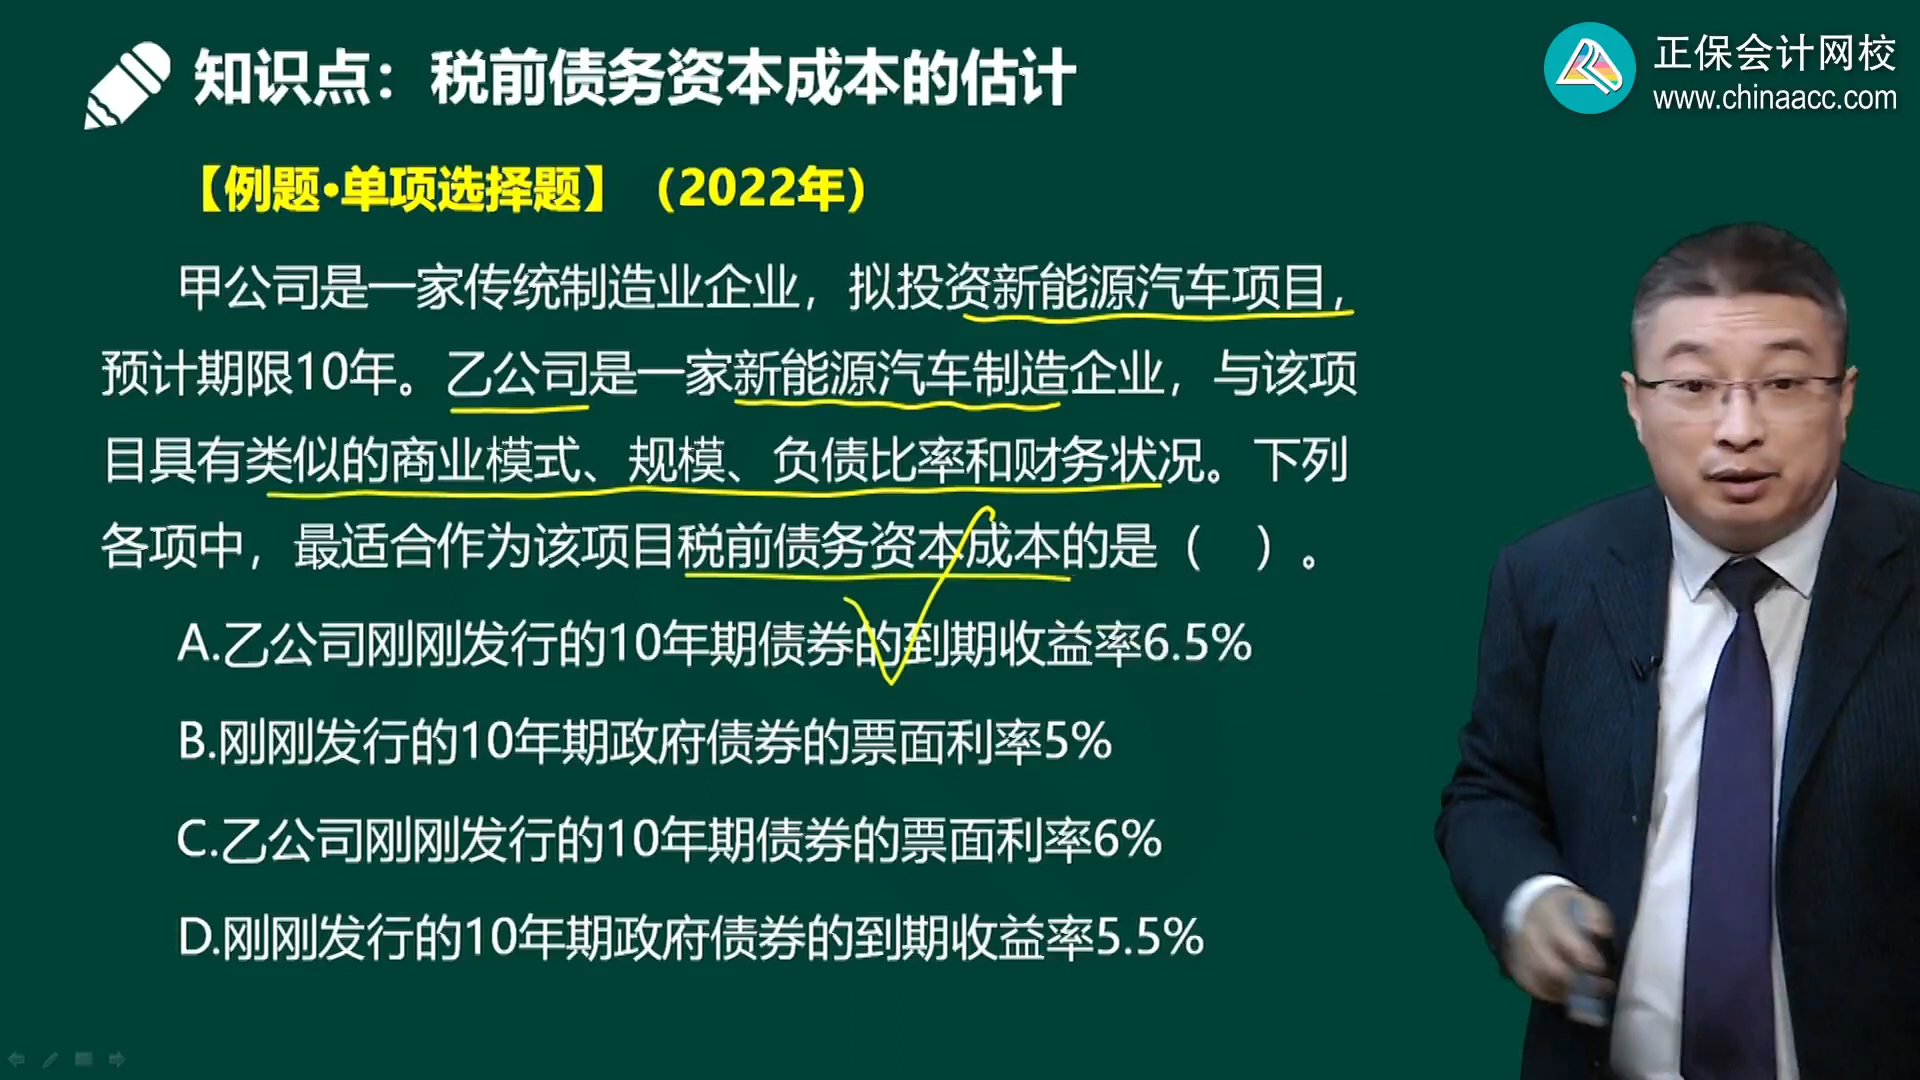 知识点：税前债务资本成本的估计
正保会计网校
www.chinaacc.com
【例题·单项选择题】（2022年）
甲公司是一家传统制造业企业，拟投资新能源汽车项目，
预计期限10年。乙公司是一家新能源汽车制造企业，与该项
目具有类似的商业模式、规模、负债比率和财务状况。下列
各项中，最适合作为该项目税前债务资本成本的是（ ）。
A.乙公司刚刚发行的10年期债券的到期收益率6.5%
B.刚刚发行的10年期政府债券的票面利率5%
C.乙公司刚刚发行的10年期债券的票面利率6%
D.刚刚发行的10年期政府债券的到期收益率5.5%